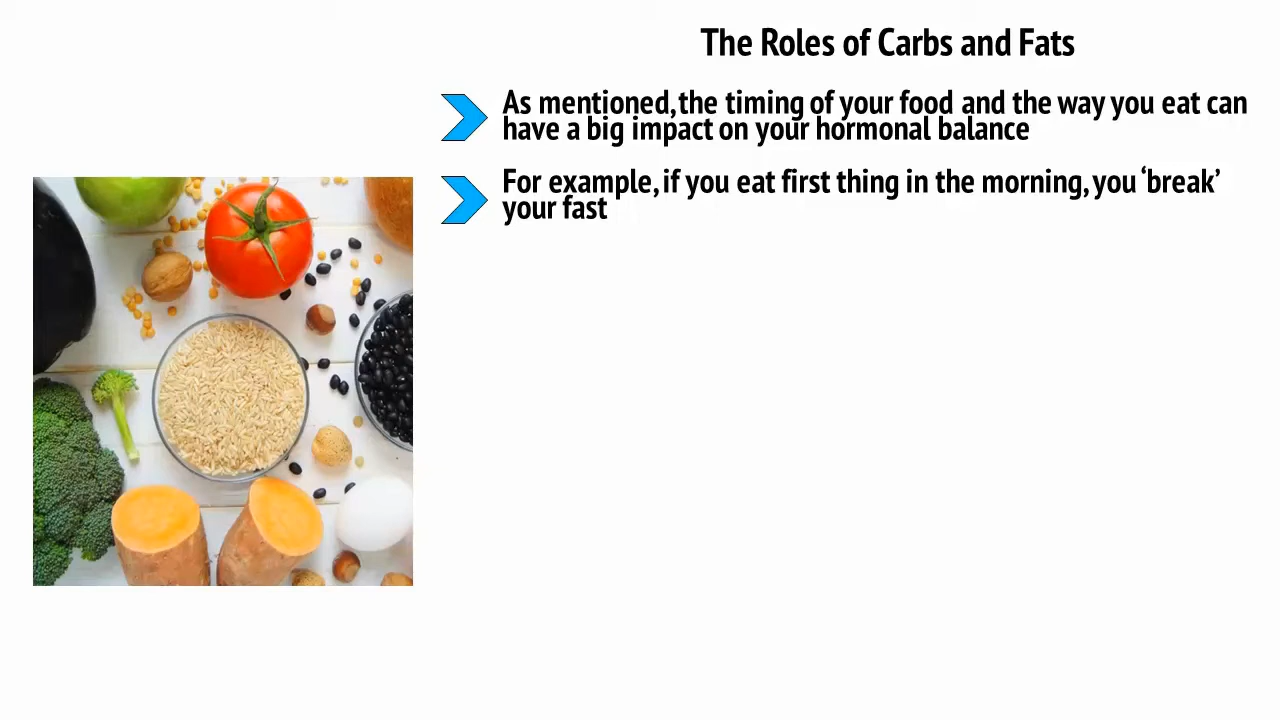 The Roles of Carbs and Fats
As mentioned, the timing of your food and the way you eat can
have a big impact on your hormonal balance
For example, if you eat first thing in the morning, you ‘break’
your fast